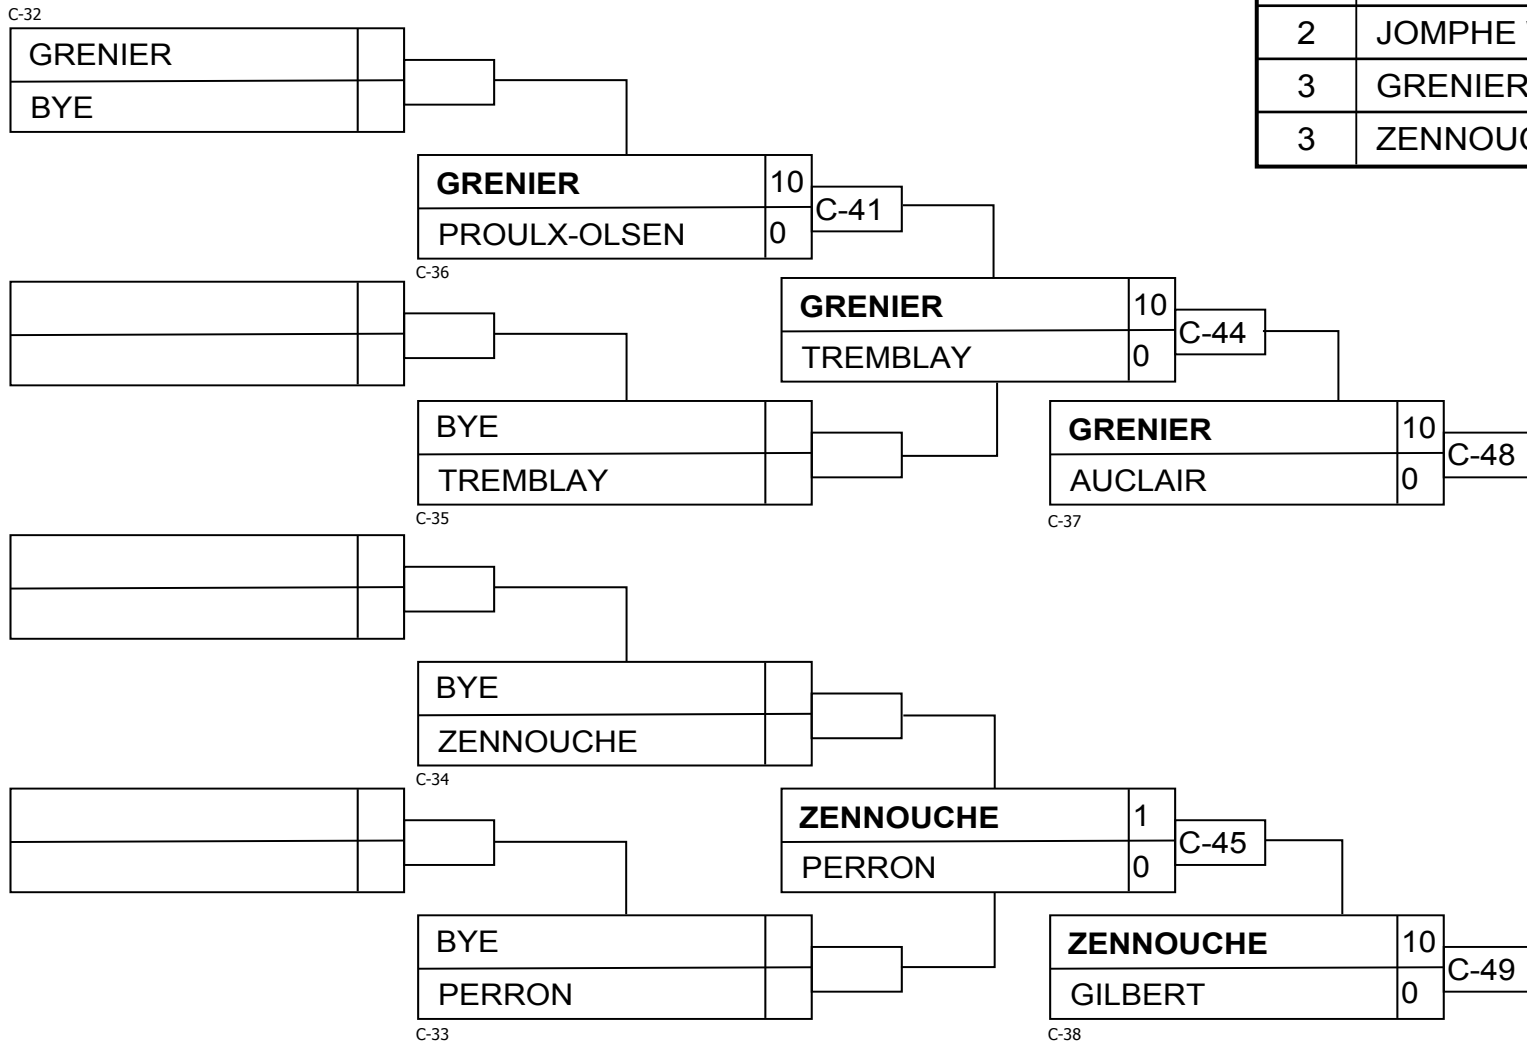 C-32
GRENIER
BYE
2 JOMPHE
3 GRENIER
3
GRENIER 10
PROULX-OLSEN 0
C-41
C-36
GRENIER 10
TREMBLAY 0
C-44
BYE
TREMBLAY
C-35
GRENIER 10
AUCLAIR 0
C-48
C-37
BYE
ZENNOUCHE
C-34
ZENNOUCHE 1
PERRON 0
C-45
BYE
PERRON
C-33
ZENNOUCHE 10
GILBERT 0
C-49
C-38